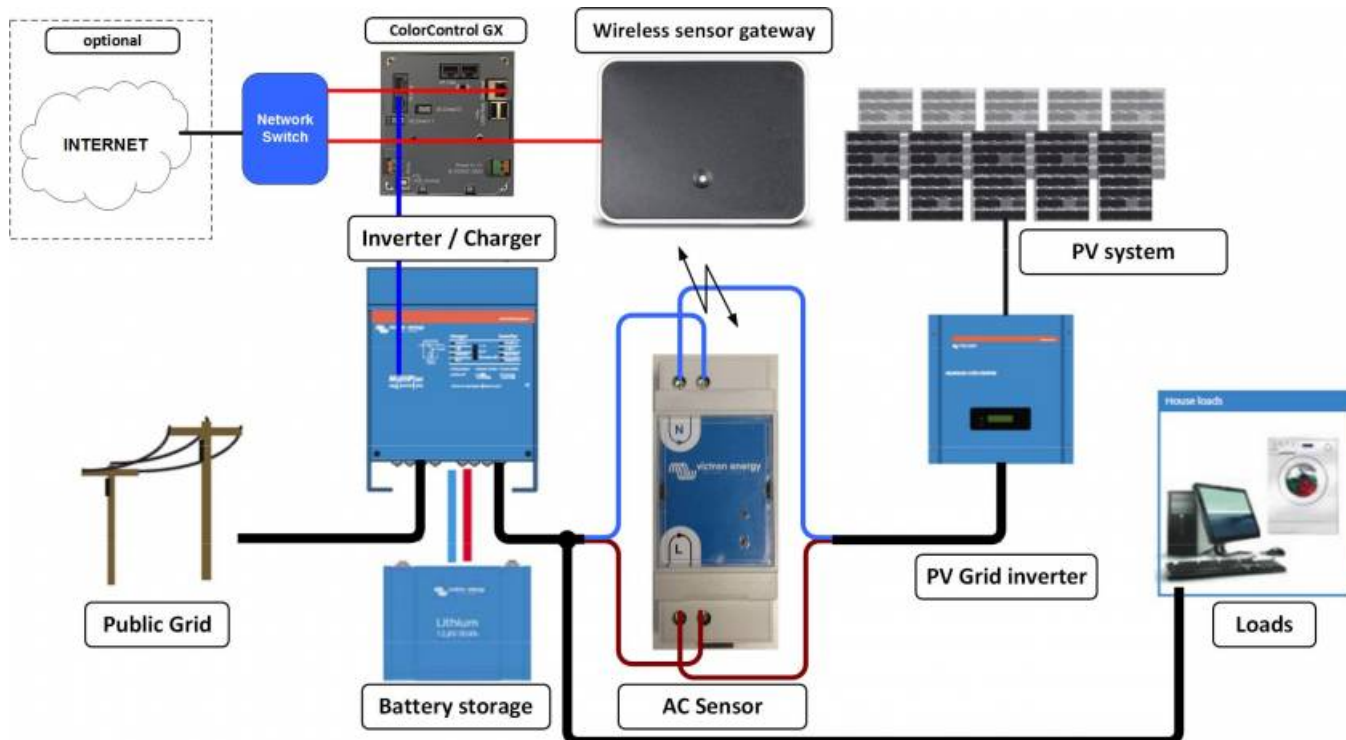 optional
INTERNET
Network
Switch
ColorControl GX
Wireless sensor gateway
Inverter / Charger
PV system
House loads
N
victron energy
L
Public Grid
Lithium
Battery storage
AC Sensor
PV Grid inverter
Loads